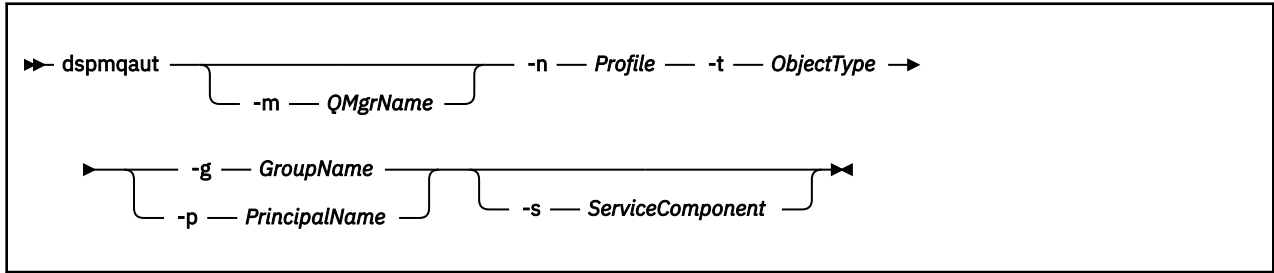 dspmqaut -n Profile -t ObjectType
-m QMgrName
-g GroupName
-p PrincipalName
-s ServiceComponent